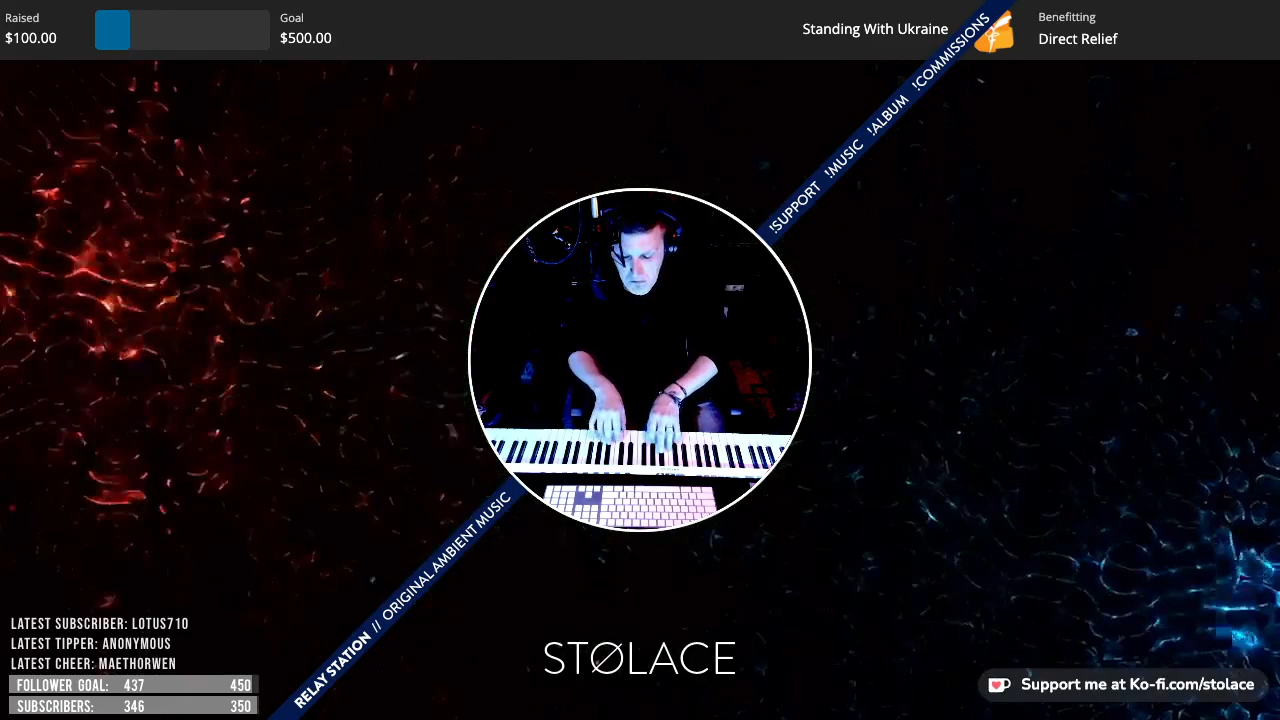 Raised
$100.00
Goal
$500.00
Standing With Ukraine
Benefitting
Direct Relief
!SUPPORT !MUSIC !ALBUM !COMMISSIONS
RELAY STATION // ORIGINAL AMBIENT MUSIC
STØLACE
LATEST SUBSCRIBER: LOTUS710
LATEST TIPPER: ANONYMOUS
LATEST CHEER: MAETHORWEN
FOLLOWER GOAL: 437 450
SUBSCRIBERS: 346 350
Support me at Ko-fi.com/stolace